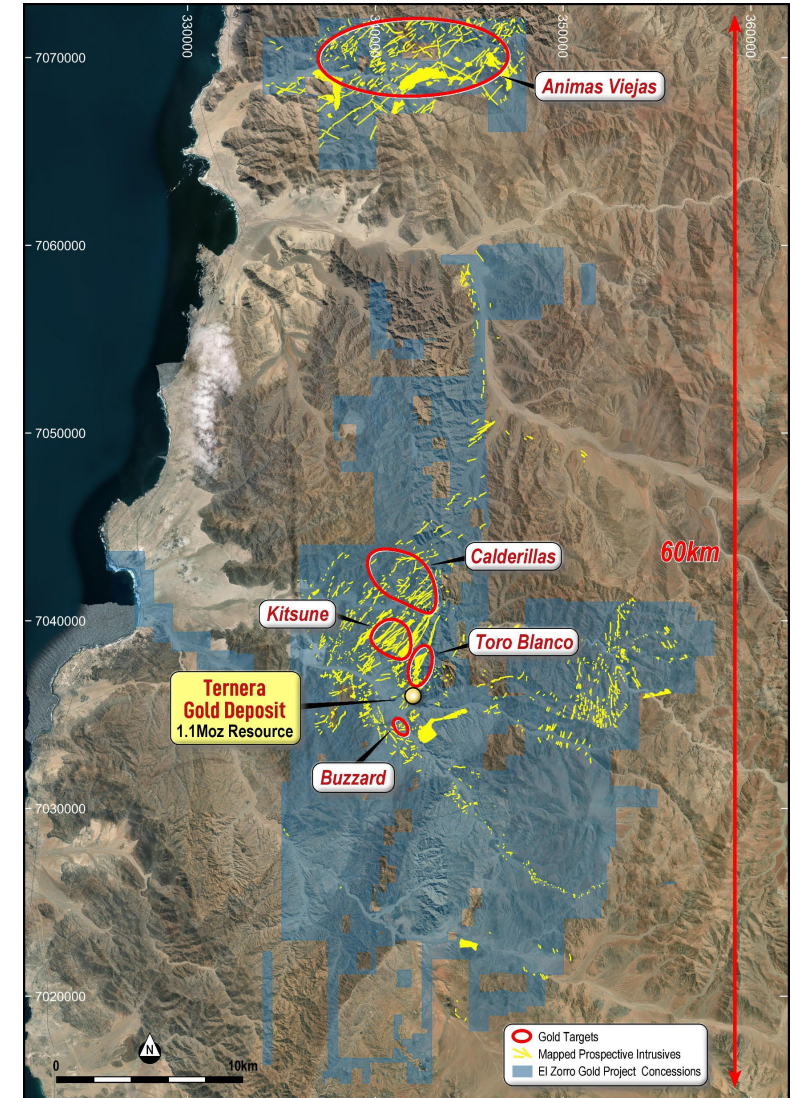 330000
340000
350000
360000
7070000
Animas Viejas
7060000
7050000
60km
Calderillas
Kitsune
7040000
Toro Blanco
Ternera
Gold Deposit
1.1Moz Resource
Buzzard
7030000
7020000
N
0
10km
Gold Targets
Mapped Prospective Intrusives
El Zorro Gold Project Concessions